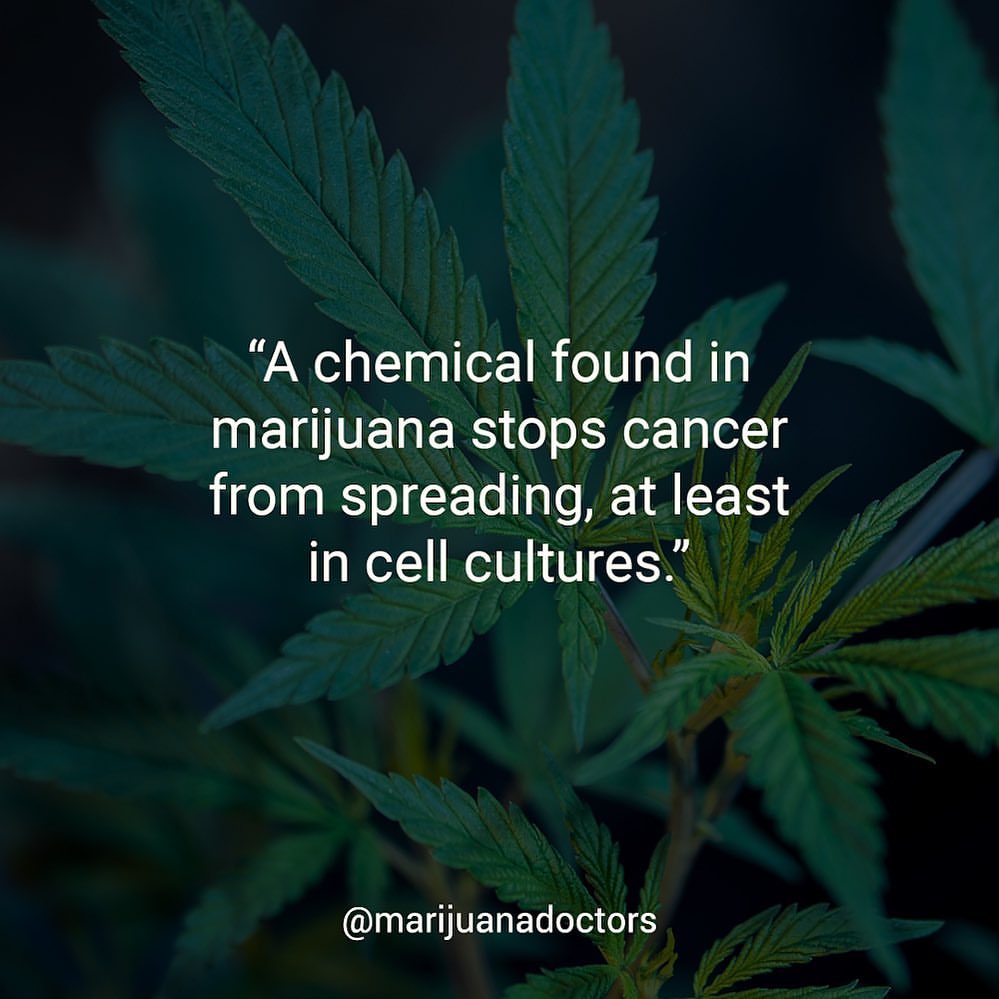 “A chemical found in
marijuana stops cancer
from spreading, at least
in cell cultures.”
@marijuanadoctors